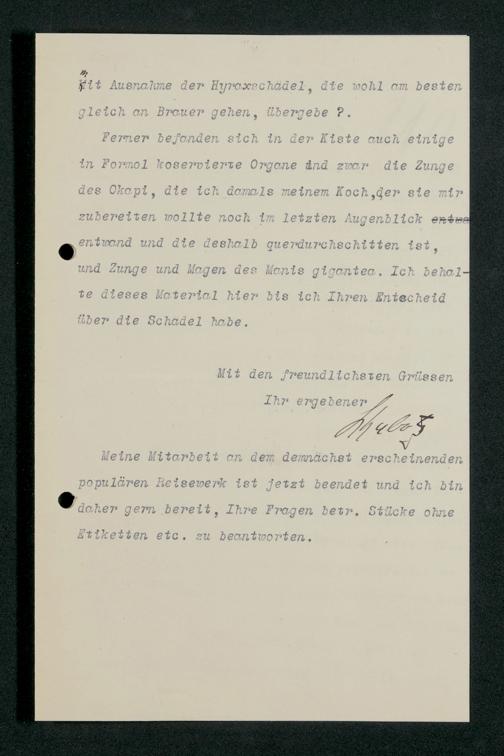 Mit Ausnahme der Hyraxschädel, die wohl am besten
gleich an Brauer gehen, übergebe ?.
Ferner befanden sich in der Kiste auch einige
in Formol koservierte Organe und zwar die Zunge
des Okapi, die ich damals meinem Koch, der sie mir
zubereiten wollte noch im letzten Augenblick entwa
entwand und die deshalb querdurchschitten ist,
und Zunge und Magen des Manis gigantea. Ich behal-
te dieses Material hier bis ich Ihren Entscheid
über die Schädel habe.
Mit den freundlichsten Grüssen
Ihr ergebener
Meine Mitarbeit an dem demnächst erscheinenden
populären Reisewerk ist jetzt beendet und ich bin
daher gern bereit, Ihre Fragen betr. Stücke ohne
Etiketten etc. zu beantworten.